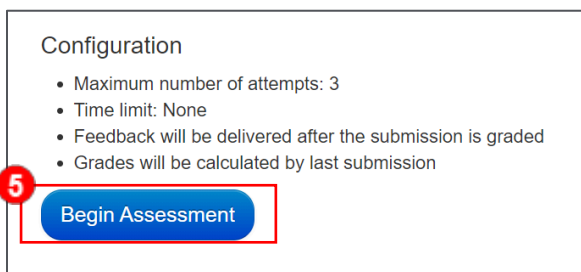 Configuration
• Maximum number of attempts: 3
• Time limit: None
• Feedback will be delivered after the submission is graded
• Grades will be calculated by last submission
5
Begin Assessment